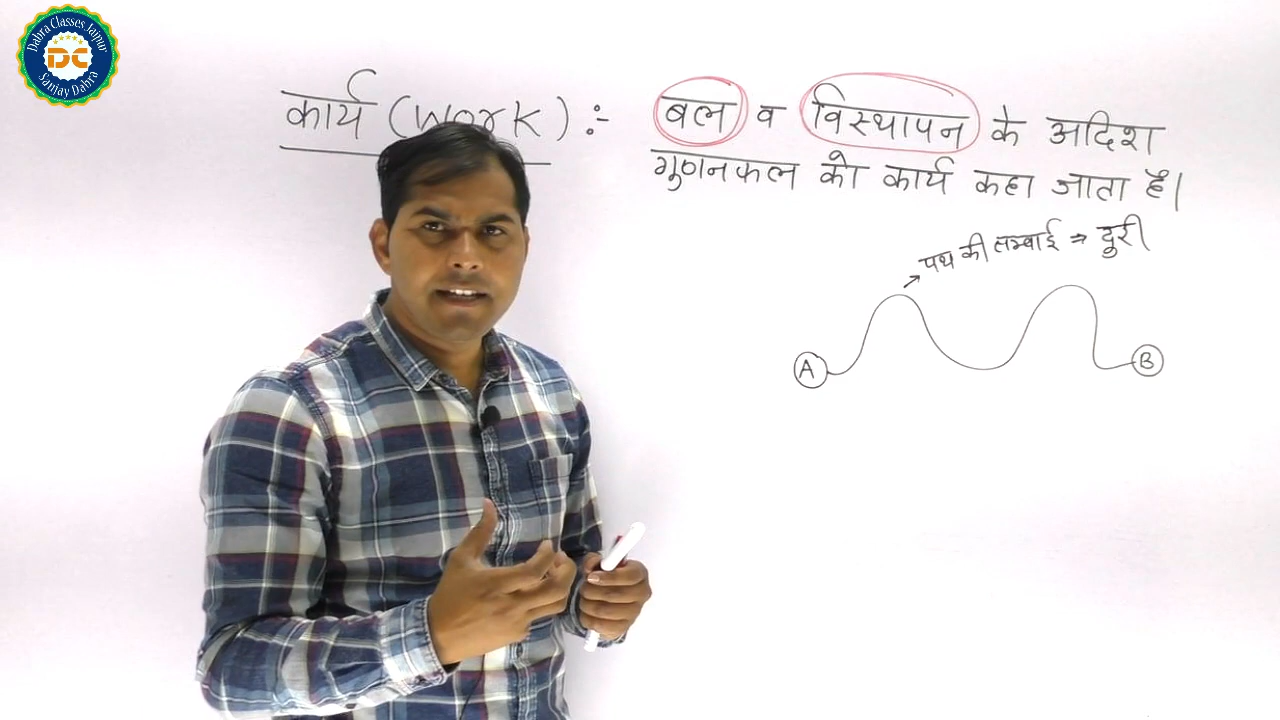 Dabra Classes Jaipur
DC
Sanjay Dabra
कार्य (Work) :- बल व विस्थापन के अदिश
गुणनफल को कार्य कहा जाता है।
पथ की लम्बाई ⇒ दुरी
A
B